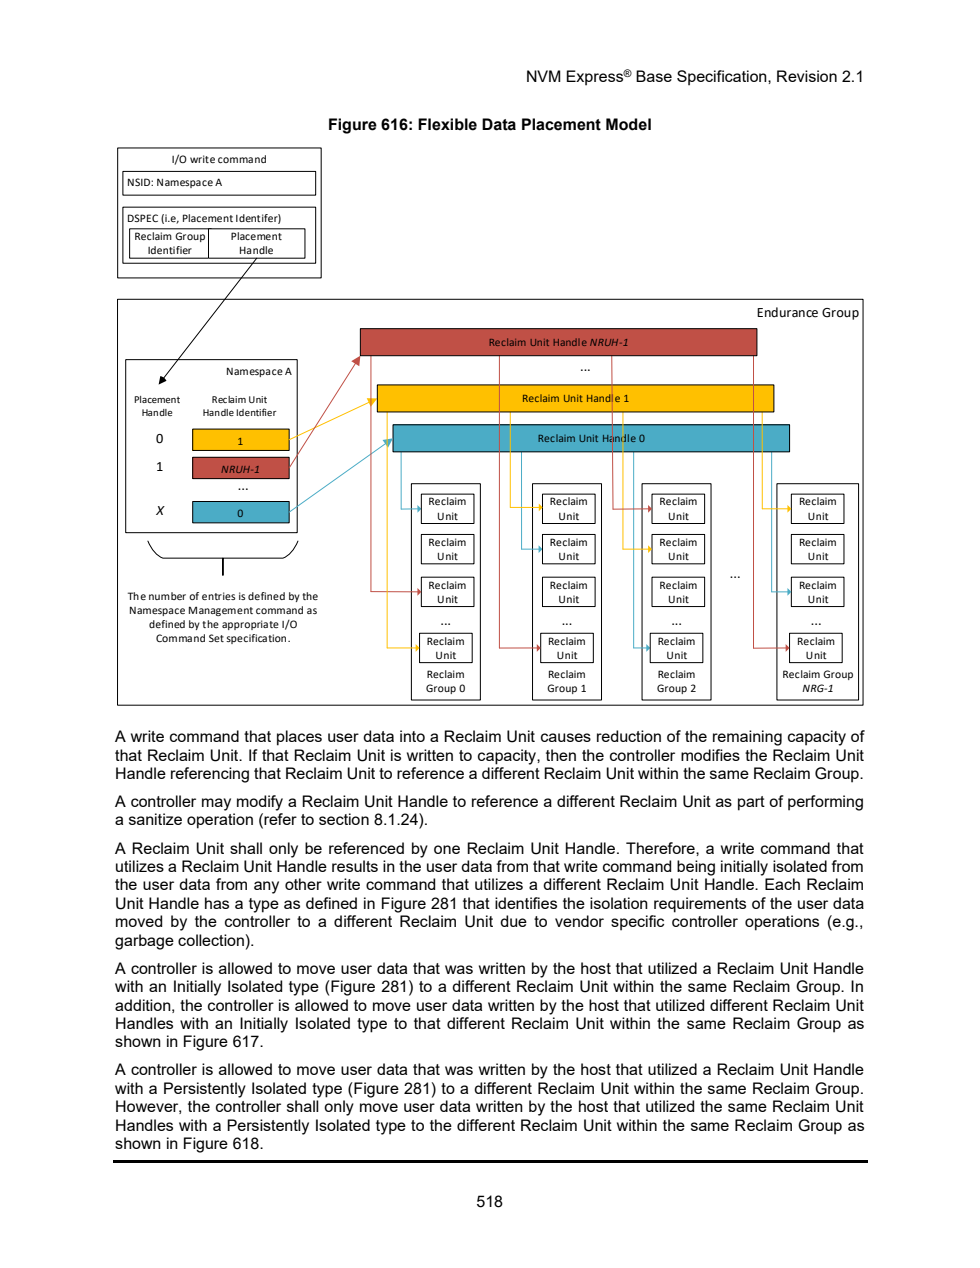 NVM Express® Base Specification, Revision 2.1
Figure 616: Flexible Data Placement Model
I/O write command
NSID: Namespace A
DSPEC (i.e, Placement Identifer)
Reclaim Group
Identifier
Placement
Handle
Endurance Group
Reclaim Unit Handle NRUH-1
...
Reclaim Unit Handle 1
Reclaim Unit Handle 0
Namespace A
Placement
Handle
Reclaim Unit
Handle Identifier
0
1
1
NRUH-1
...
X
0
The number of entries is defined by the
Namespace Management command as
defined by the appropriate I/O
Command Set specification.
Reclaim
Unit
Reclaim
Unit
Reclaim
Unit
...
Reclaim
Unit
Reclaim
Group 0
Reclaim
Unit
Reclaim
Unit
Reclaim
Unit
...
Reclaim
Unit
Reclaim
Group 1
Reclaim
Unit
Reclaim
Unit
Reclaim
Unit
...
Reclaim
Unit
Reclaim
Group 2
...
Reclaim
Unit
Reclaim
Unit
Reclaim
Unit
...
Reclaim
Unit
Reclaim Group
NRG-1
A write command that places user data into a Reclaim Unit causes reduction of the remaining capacity of
that Reclaim Unit. If that Reclaim Unit is written to capacity, then the controller modifies the Reclaim Unit
Handle referencing that Reclaim Unit to reference a different Reclaim Unit within the same Reclaim Group.
A controller may modify a Reclaim Unit Handle to reference a different Reclaim Unit as part of performing
a sanitize operation (refer to section 8.1.24).
A Reclaim Unit shall only be referenced by one Reclaim Unit Handle. Therefore, a write command that
utilizes a Reclaim Unit Handle results in the user data from that write command being initially isolated from
the user data from any other write command that utilizes a different Reclaim Unit Handle. Each Reclaim
Unit Handle has a type as defined in Figure 281 that identifies the isolation requirements of the user data
moved by the controller to a different Reclaim Unit due to vendor specific controller operations (e.g.,
garbage collection).
A controller is allowed to move user data that was written by the host that utilized a Reclaim Unit Handle
with an Initially Isolated type (Figure 281) to a different Reclaim Unit within the same Reclaim Group. In
addition, the controller is allowed to move user data written by the host that utilized different Reclaim Unit
Handles with an Initially Isolated type to that different Reclaim Unit within the same Reclaim Group as
shown in Figure 617.
A controller is allowed to move user data that was written by the host that utilized a Reclaim Unit Handle
with a Persistently Isolated type (Figure 281) to a different Reclaim Unit within the same Reclaim Group.
However, the controller shall only move user data written by the host that utilized the same Reclaim Unit
Handles with a Persistently Isolated type to the different Reclaim Unit within the same Reclaim Group as
shown in Figure 618.
518